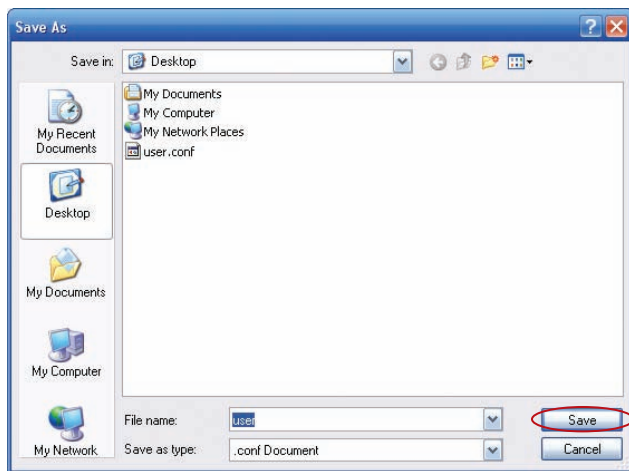 Save As
Save in:
Desktop
My Recent
Documents
Desktop
My Documents
My Computer
My Network
My Documents
My Computer
My Network Places
user.conf
File name:
user
Save
Save as type:
.conf Document
Cancel